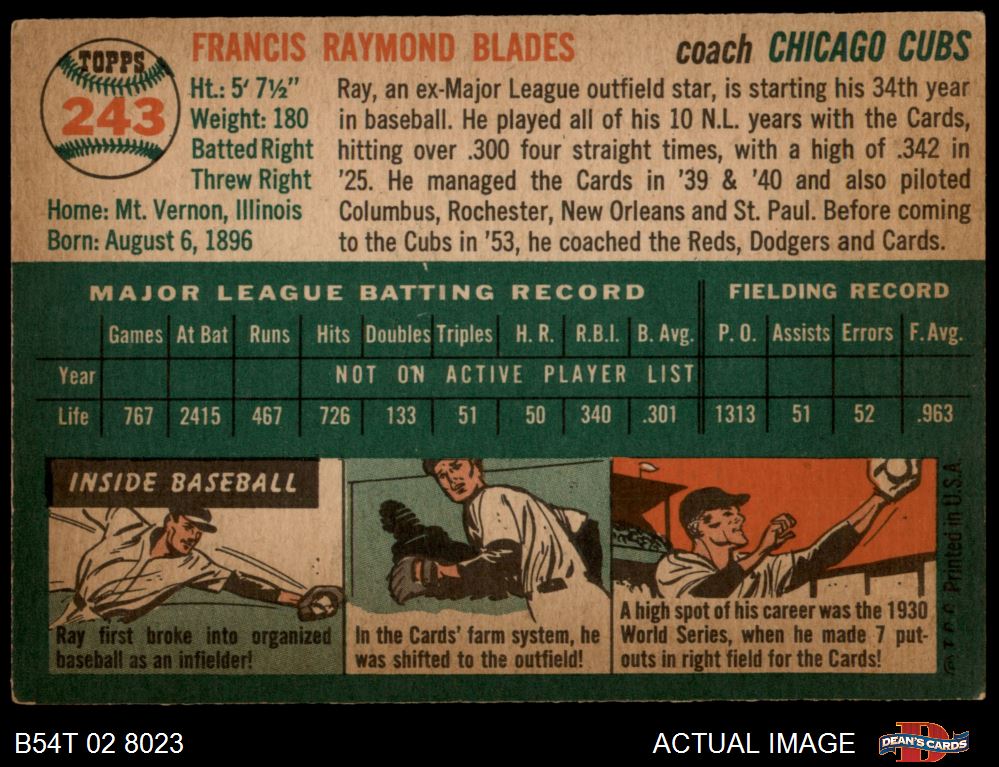 TOPPS
243
FRANCIS RAYMOND BLADES
coach CHICAGO CUBS
Ht.: 5' 7½"
Weight: 180
Batted Right
Threw Right
Home: Mt. Vernon, Illinois
Born: August 6, 1896
Ray, an ex-Major League outfield star, is starting his 34th year
in baseball. He played all of his 10 N.L. years with the Cards,
hitting over .300 four straight times, with a high of .342 in
'25. He managed the Cards in '39 & '40 and also piloted
Columbus, Rochester, New Orleans and St. Paul. Before coming
to the Cubs in '53, he coached the Reds, Dodgers and Cards.
MAJOR LEAGUE BATTING RECORD FIELDING RECORD
Games At Bat Runs Hits Doubles Triples H. R. R.B.I. B. Avg. P. O. Assists Errors F. Avg.
Year NOT ON ACTIVE PLAYER LIST
Life 767 2415 467 726 133 51 50 340 .301 1313 51 52 .963
INSIDE BASEBALL
Ray first broke into organized
baseball as an infielder!
In the Cards' farm system, he
was shifted to the outfield!
A high spot of his career was the 1930
World Series, when he made 7 put-
outs in right field for the Cards!
Printed in U.S.A.
B54T 02 8023
ACTUAL IMAGE
DEAN'S CARDS